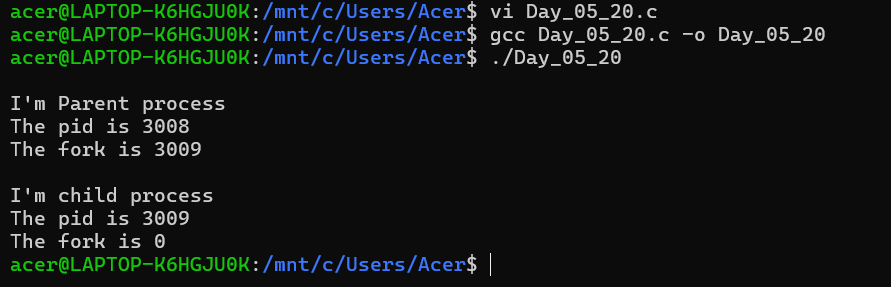 acer@LAPTOP-K6HGJU0K:/mnt/c/Users/Acer$ vi Day_05_20.c
acer@LAPTOP-K6HGJU0K:/mnt/c/Users/Acer$ gcc Day_05_20.c -o Day_05_20
acer@LAPTOP-K6HGJU0K:/mnt/c/Users/Acer$ ./Day_05_20
I'm Parent process
The pid is 3008
The fork is 3009
I'm child process
The pid is 3009
The fork is 0
acer@LAPTOP-K6HGJU0K:/mnt/c/Users/Acer$